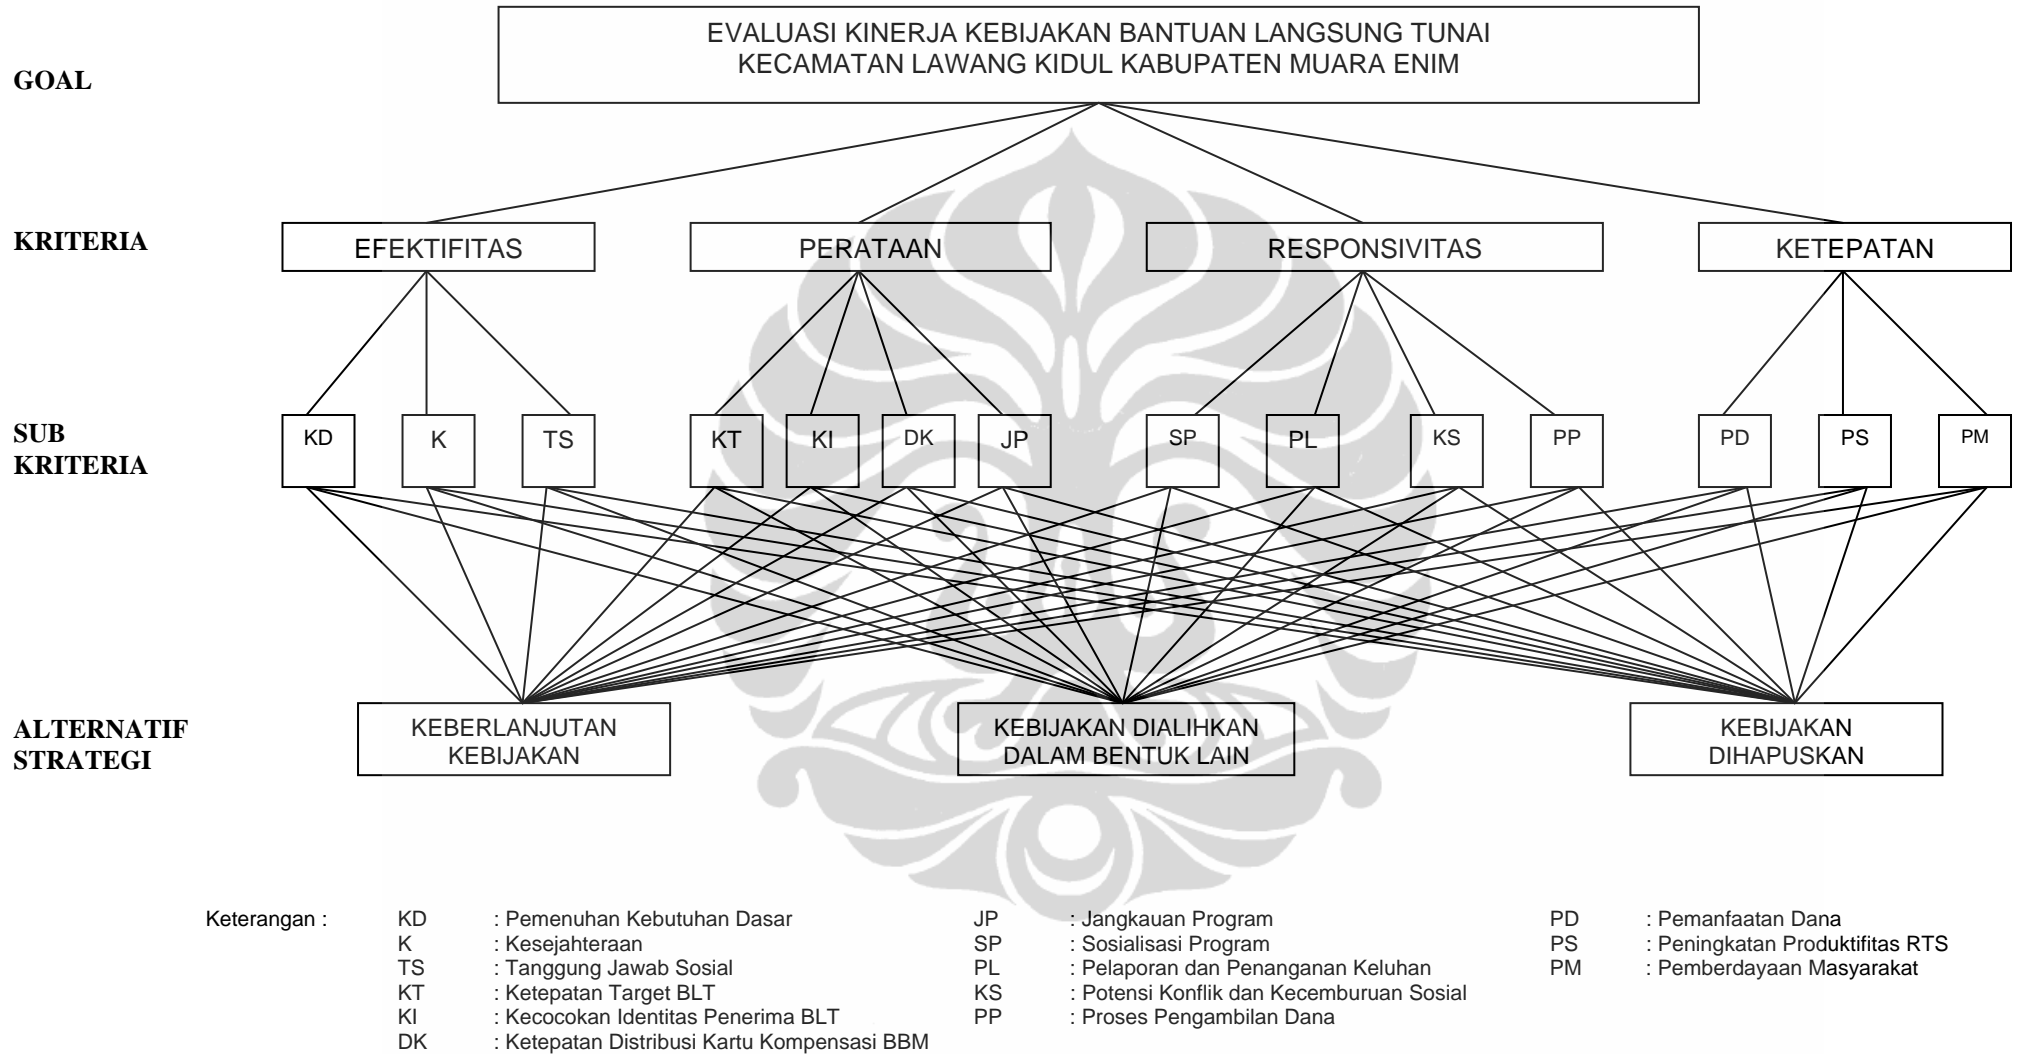 EVALUASI KINERJA KEBIJAKAN BANTUAN LANGSUNG TUNAI
KECAMATAN LAWANG KIDUL KABUPATEN MUARA ENIM
GOAL
KRITERIA
EFEKTIFITAS
PERATAAN
RESPONSIVITAS
KETEPATAN
SUB
KRITERIA
KD
K
TS
KT
KI
DK
JP
SP
PL
KS
PP
PD
PS
PM
ALTERNATIF
STRATEGI
KEBERLANJUTAN
KEBIJAKAN
KEBIJAKAN DIALIHKAN
DALAM BENTUK LAIN
KEBIJAKAN
DIHAPUSKAN
Keterangan :
KD : Pemenuhan Kebutuhan Dasar
K : Kesejahteraan
TS : Tanggung Jawab Sosial
KT : Ketepatan Target BLT
KI : Kecocokan Identitas Penerima BLT
DK : Ketepatan Distribusi Kartu Kompensasi BBM
JP : Jangkauan Program
SP : Sosialisasi Program
PL : Pelaporan dan Penanganan Keluhan
KS : Potensi Konflik dan Kecemburuan Sosial
PP : Proses Pengambilan Dana
PD : Pemanfaatan Dana
PS : Peningkatan Produktifitas RTS
PM : Pemberdayaan Masyarakat